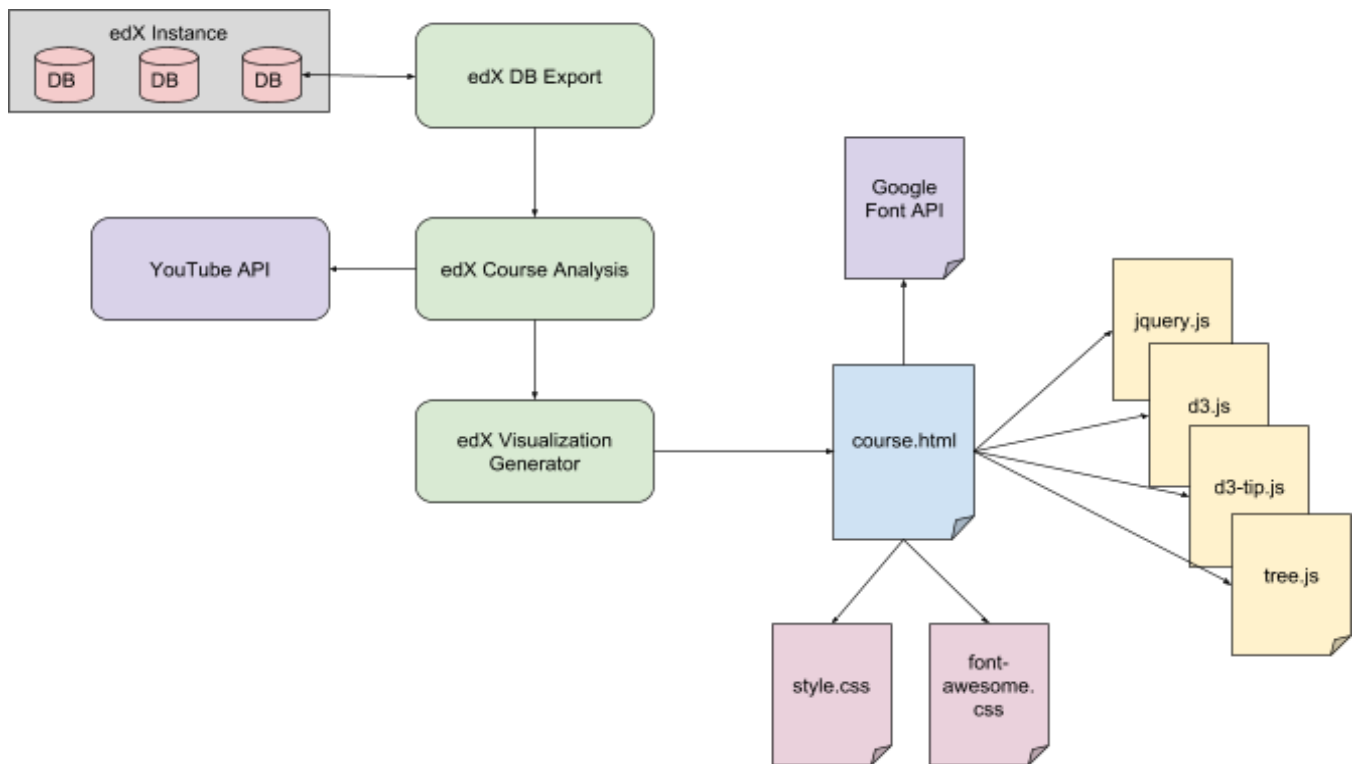 edX Instance
DB
DB
DB
edX DB Export
Google
Font API
YouTube API
edX Course Analysis
jquery.js
d3.js
edX Visualization
Generator
course.html
d3-tip.js
tree.js
style.css
font-
awesome.
css